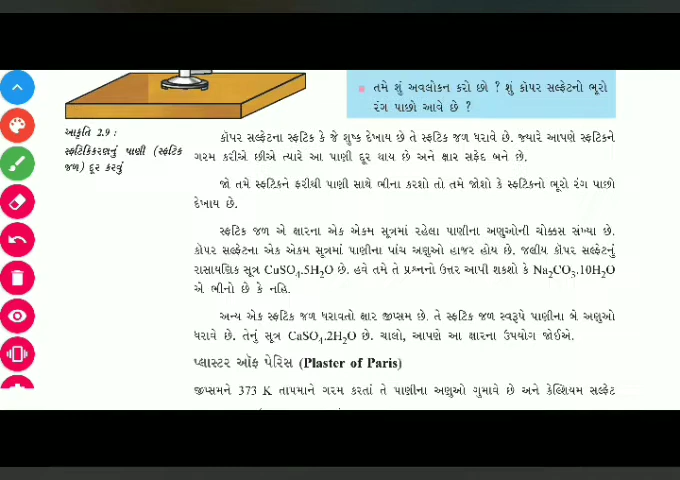 તમે શું અવલોકન કરો છો ? શું કૉપર સલ્ફેટનો ભૂરો
રંગ પાછો આવે છે ?
આકૃતિ 2.9 :
સ્ફટિકિકરણનું પાણી (સ્ફટિક
જળ) દૂર કરવું
કૉપર સલ્ફેટના સ્ફટિક કે જે શુષ્ક દેખાય છે તે સ્ફટિક જળ ધરાવે છે. જ્યારે આપણે સ્ફટિકને
ગરમ કરીએ છીએ ત્યારે આ પાણી દૂર થાય છે અને ક્ષાર સફેદ બને છે.
જો તમે સ્ફટિકને ફરીથી પાણી સાથે ભીના કરશો તો તમે જોશો કે સ્ફટિકનો ભૂરો રંગ પાછો
દેખાય છે.
સ્ફટિક જળ એ ક્ષારના એક એકમ સૂત્રમાં રહેલા પાણીના અણુઓની ચોક્કસ સંખ્યા છે.
કૉપર સલ્ફેટના એક એકમ સૂત્રમાં પાણીના પાંચ અણુઓ હાજર હોય છે. જલીય કૉપર સલ્ફેટનું
રાસાયણિક સૂત્ર CuSO₄.5H₂O છે. હવે તમે તે પ્રશ્નનો ઉત્તર આપી શકશો કે Na₂CO₃.10H₂O
એ ભીનો છે કે નહિ.
અન્ય એક સ્ફટિક જળ ધરાવતો ક્ષાર જીપ્સમ છે. તે સ્ફટિક જળ સ્વરૂપે પાણીના બે અણુઓ
ધરાવે છે. તેનું સૂત્ર CaSO₄.2H₂O છે. ચાલો, આપણે આ ક્ષારના ઉપયોગ જોઈએ.
પ્લાસ્ટર ઑફ પેરિસ (Plaster of Paris)
જીપ્સમને 373 K તાપમાને ગરમ કરતાં તે પાણીના અણુઓ ગુમાવે છે અને કેલ્શિયમ સલ્ફેટ